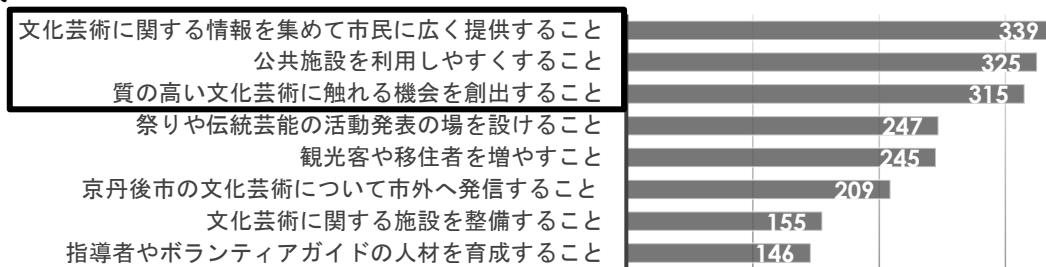 文化芸術に関する情報を集めて市民に広く提供すること 339
公共施設を利用しやすくすること 325
質の高い文化芸術に触れる機会を創出すること 315
祭りや伝統芸能の活動発表の場を設けること 247
観光客や移住者を増やすこと 245
京丹後市の文化芸術について市外へ発信すること 209
文化芸術に関する施設を整備すること 155
指導者やボランティアガイドの人材を育成すること 146